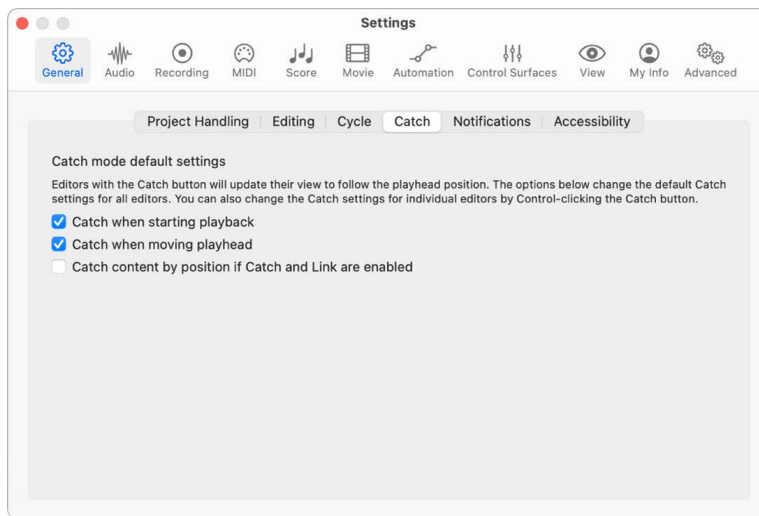 Settings
General Audio Recording MIDI Score Movie Automation Control Surfaces View My Info Advanced
Project Handling Editing Cycle Catch Notifications Accessibility
Catch mode default settings
Editors with the Catch button will update their view to follow the playhead position. The options below change the default Catch
settings for all editors. You can also change the Catch settings for individual editors by Control-clicking the Catch button.
Catch when starting playback
Catch when moving playhead
Catch content by position if Catch and Link are enabled